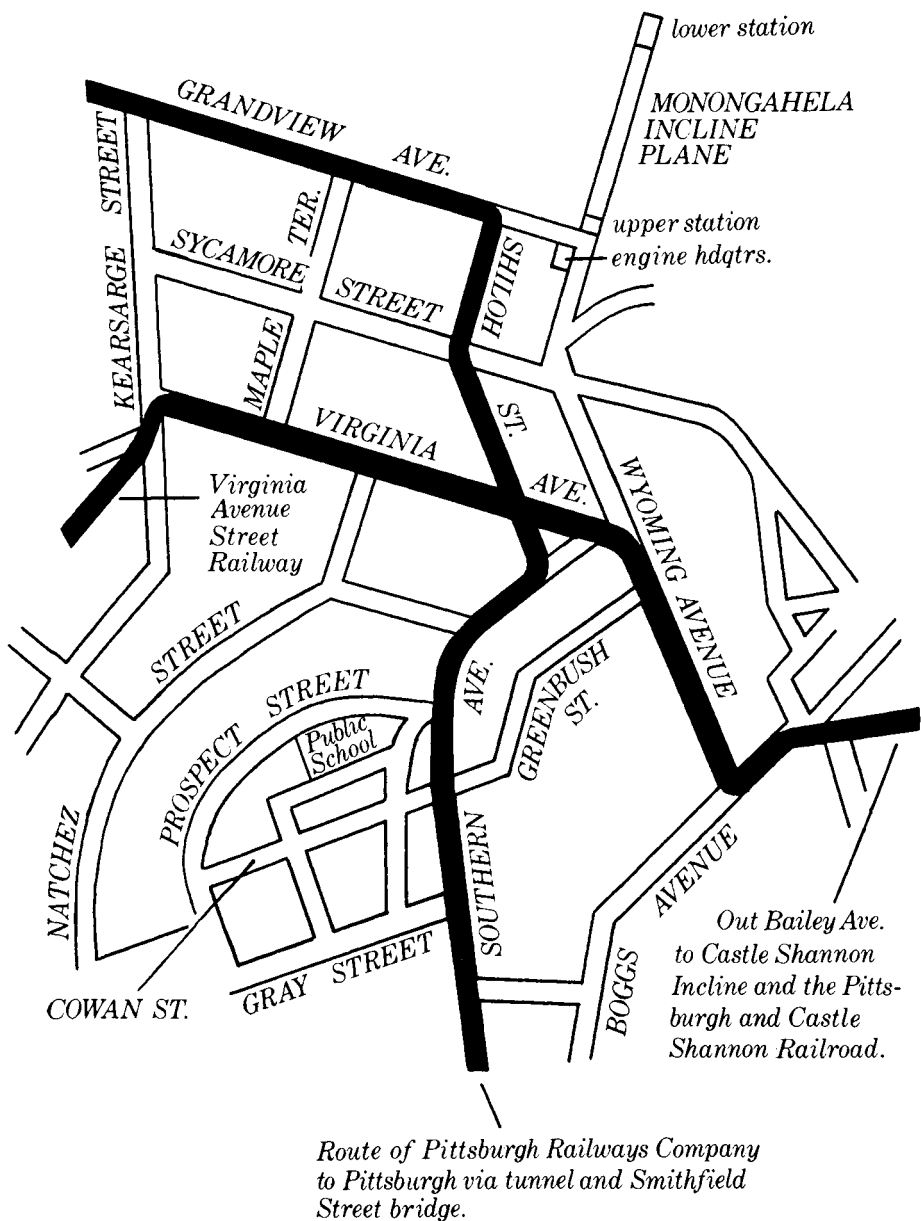 lower station
GRANDVIEW AVE.
MONONGAHELA
INCLINE
PLANE
KEARSARGE STREET
MAPLE TER.
upper station
engine hdqtrs.
SYCAMORE STREET
SHILOH ST.
VIRGINIA AVE.
WYOMING AVENUE
Virginia
Avenue
Street
Railway
NATCHEZ STREET
PROSPECT STREET
Public
School
SOUTHERN AVE.
GREENBUSH
ST.
BOGGS AVENUE
COWAN ST.
GRAY STREET
Out Bailey Ave.
to Castle Shannon
Incline and the Pitts-
burgh and Castle
Shannon Railroad.
Route of Pittsburgh Railways Company
to Pittsburgh via tunnel and Smithfield
Street bridge.